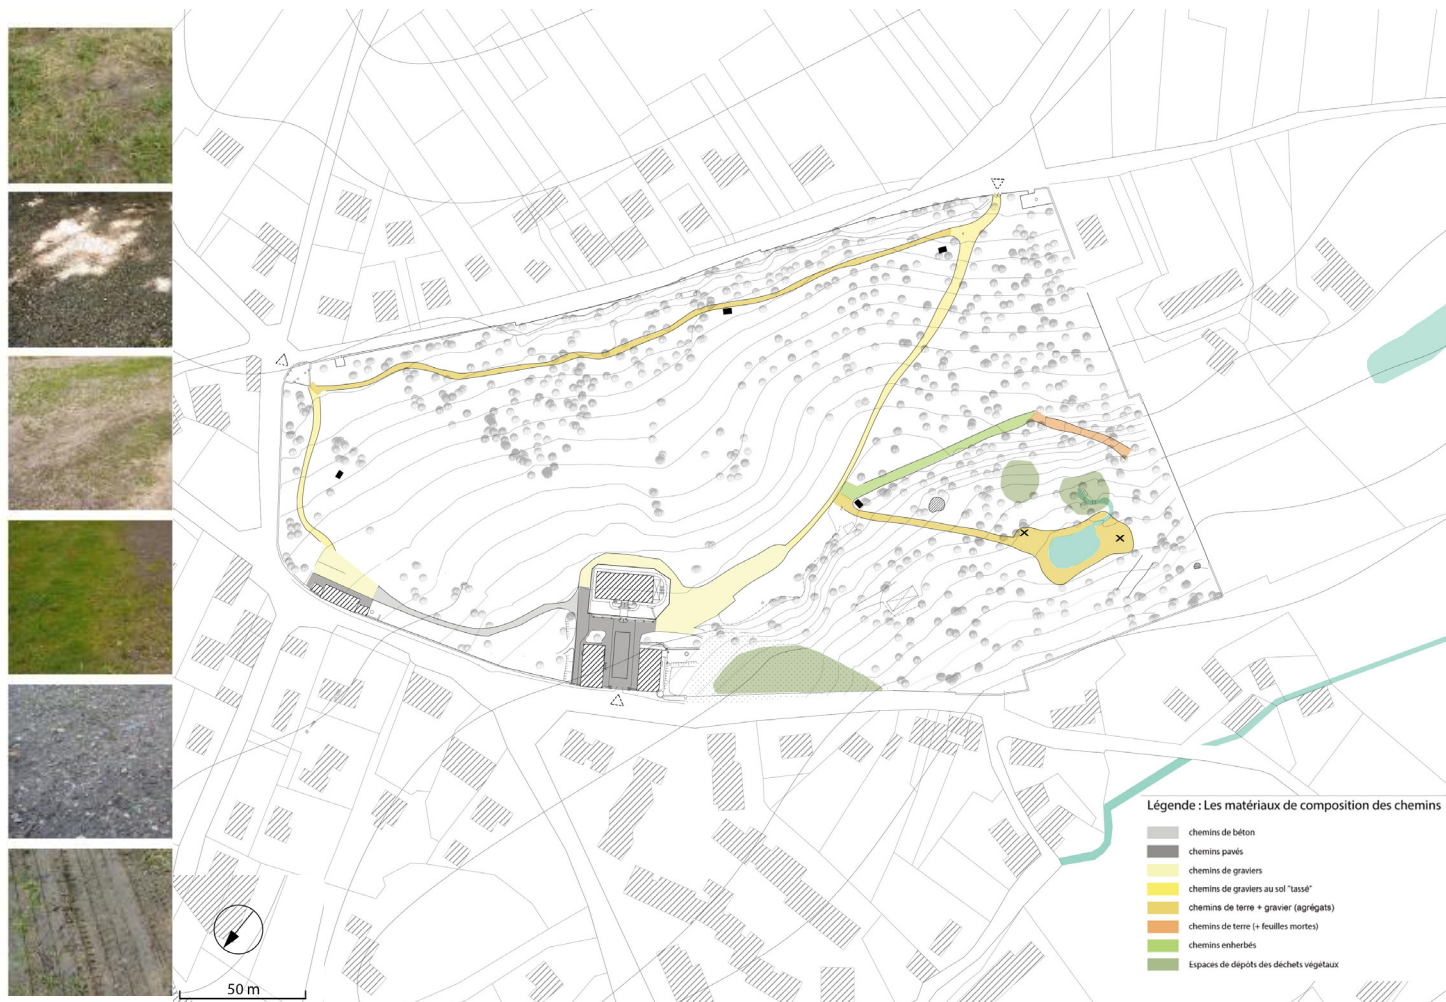 Légende : Les matériaux de composition des chemins
chemins de béton
chemins pavés
chemins de graviers
chemins de graviers au sol "tassé"
chemins de terre + gravier (agrégats)
chemins de terre (+ feuilles mortes)
chemins enherbés
Espaces de dépôts des déchets végétaux
50 m